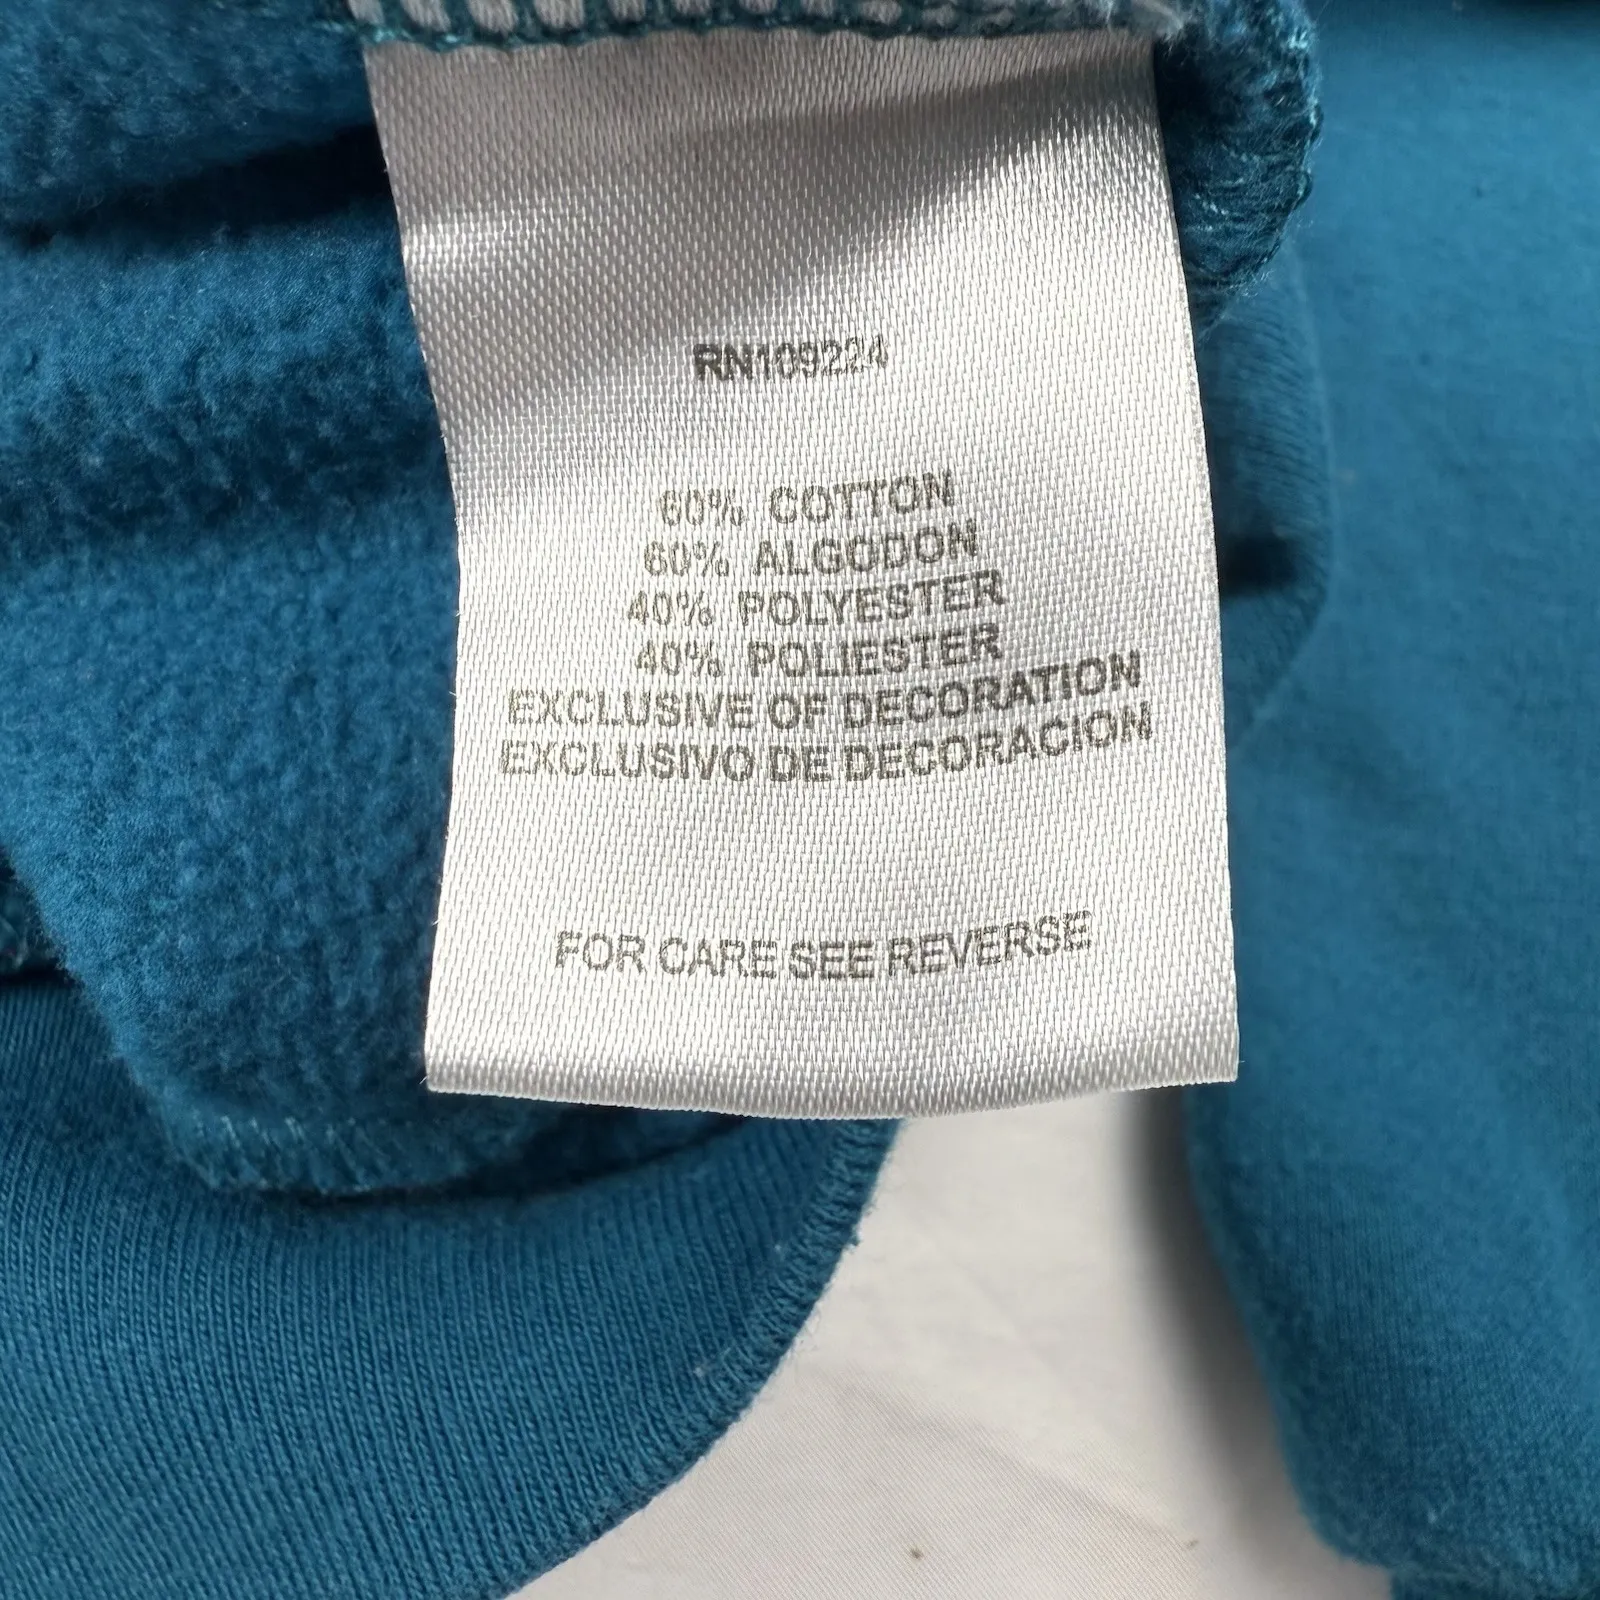 RN109224
60% COTTON
60% ALGODON
40% POLYESTER
40% POLIESTER
EXCLUSIVE OF DECORATION
EXCLUSIVO DE DECORACION
FOR CARE SEE REVERSE